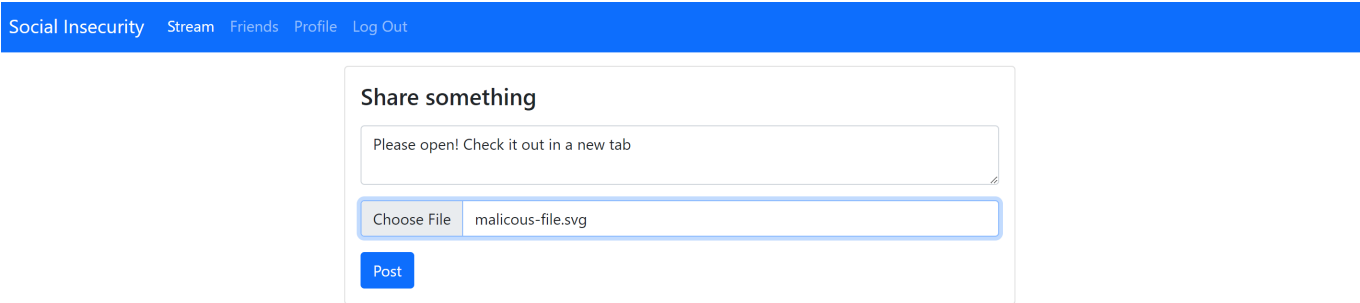 Social Insecurity Stream Friends Profile Log Out
Share something
Please open! Check it out in a new tab
Choose File malicous-file.svg
Post